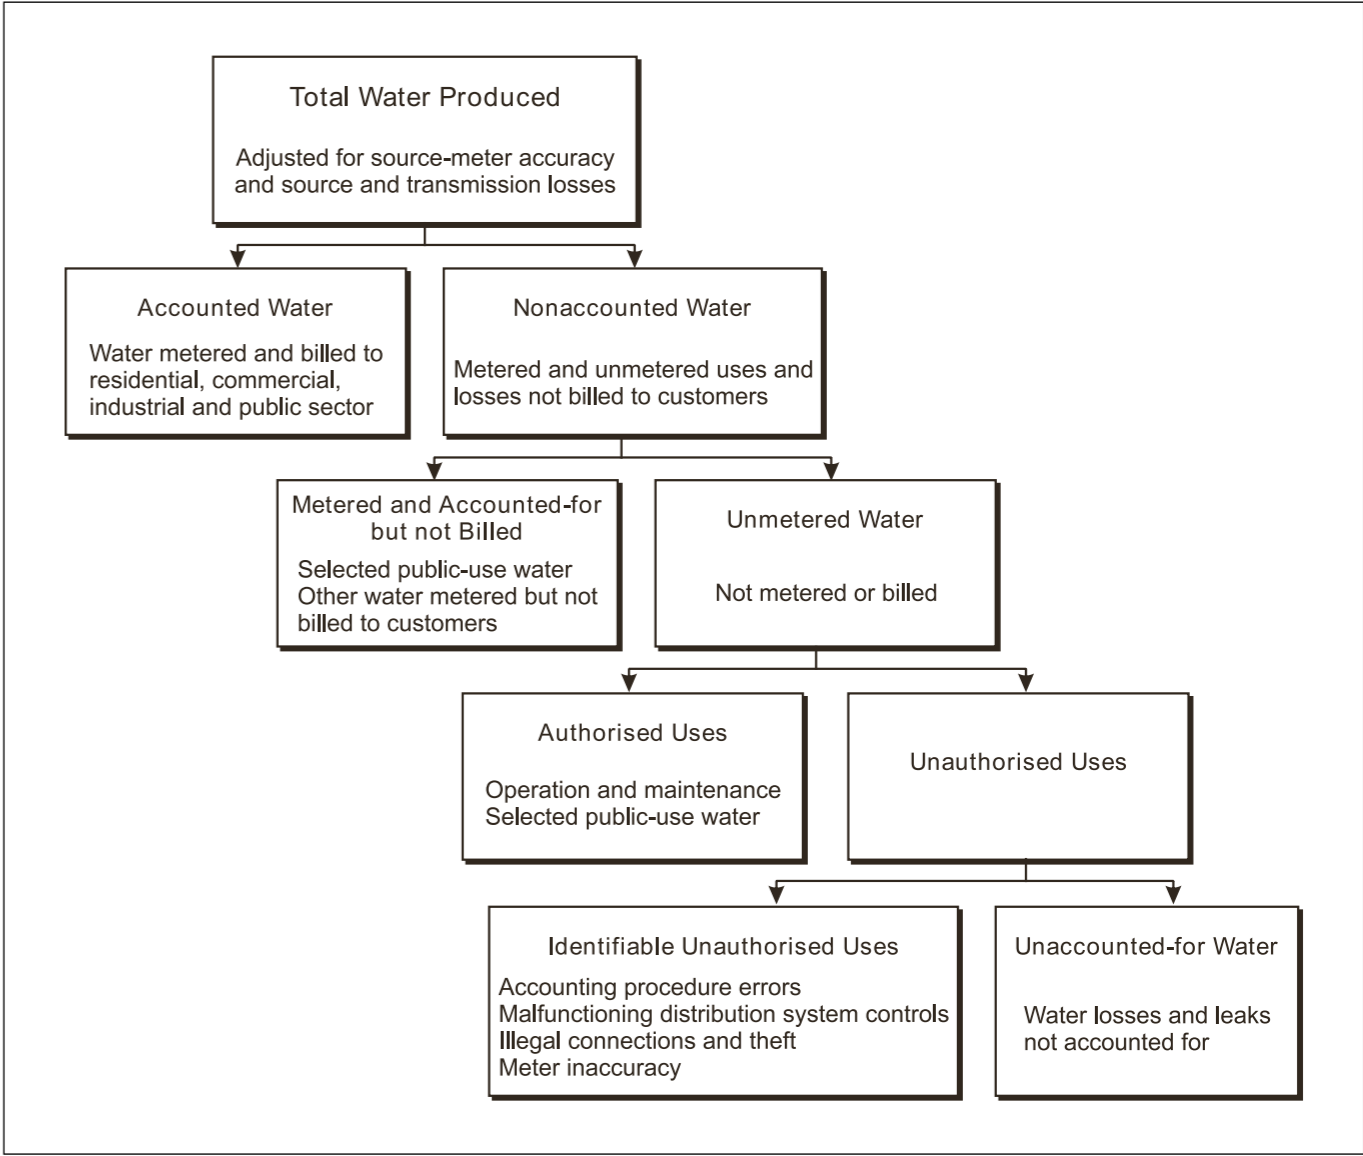 Total Water Produced
Adjusted for source-meter accuracy
and source and transmission losses
Accounted Water
Water metered and billed to
residential, commercial,
industrial and public sector
Nonaccounted Water
Metered and unmetered uses and
losses not billed to customers
Metered and Accounted-for
but not Billed
Selected public-use water
Other water metered but not
billed to customers
Unmetered Water
Not metered or billed
Authorised Uses
Operation and maintenance
Selected public-use water
Unauthorised Uses
Identifiable Unauthorised Uses
Accounting procedure errors
Malfunctioning distribution system controls
Illegal connections and theft
Meter inaccuracy
Unaccounted-for Water
Water losses and leaks
not accounted for